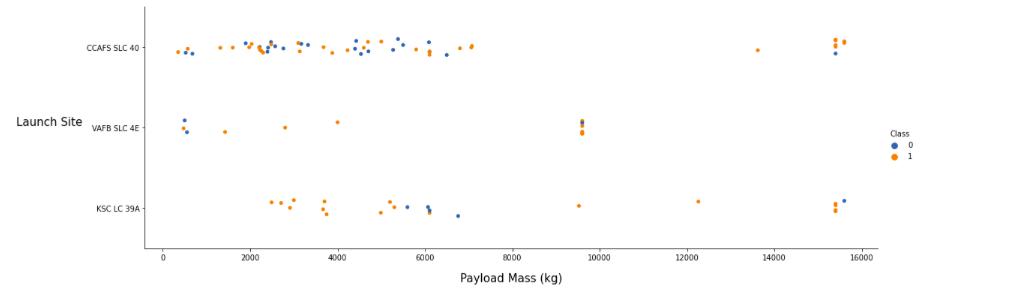 CCAFS SLC 40
Launch Site
VAFB SLC 4E
KSC LC 39A
Class
0
1
0 2000 4000 6000 8000 10000 12000 14000 16000
Payload Mass (kg)